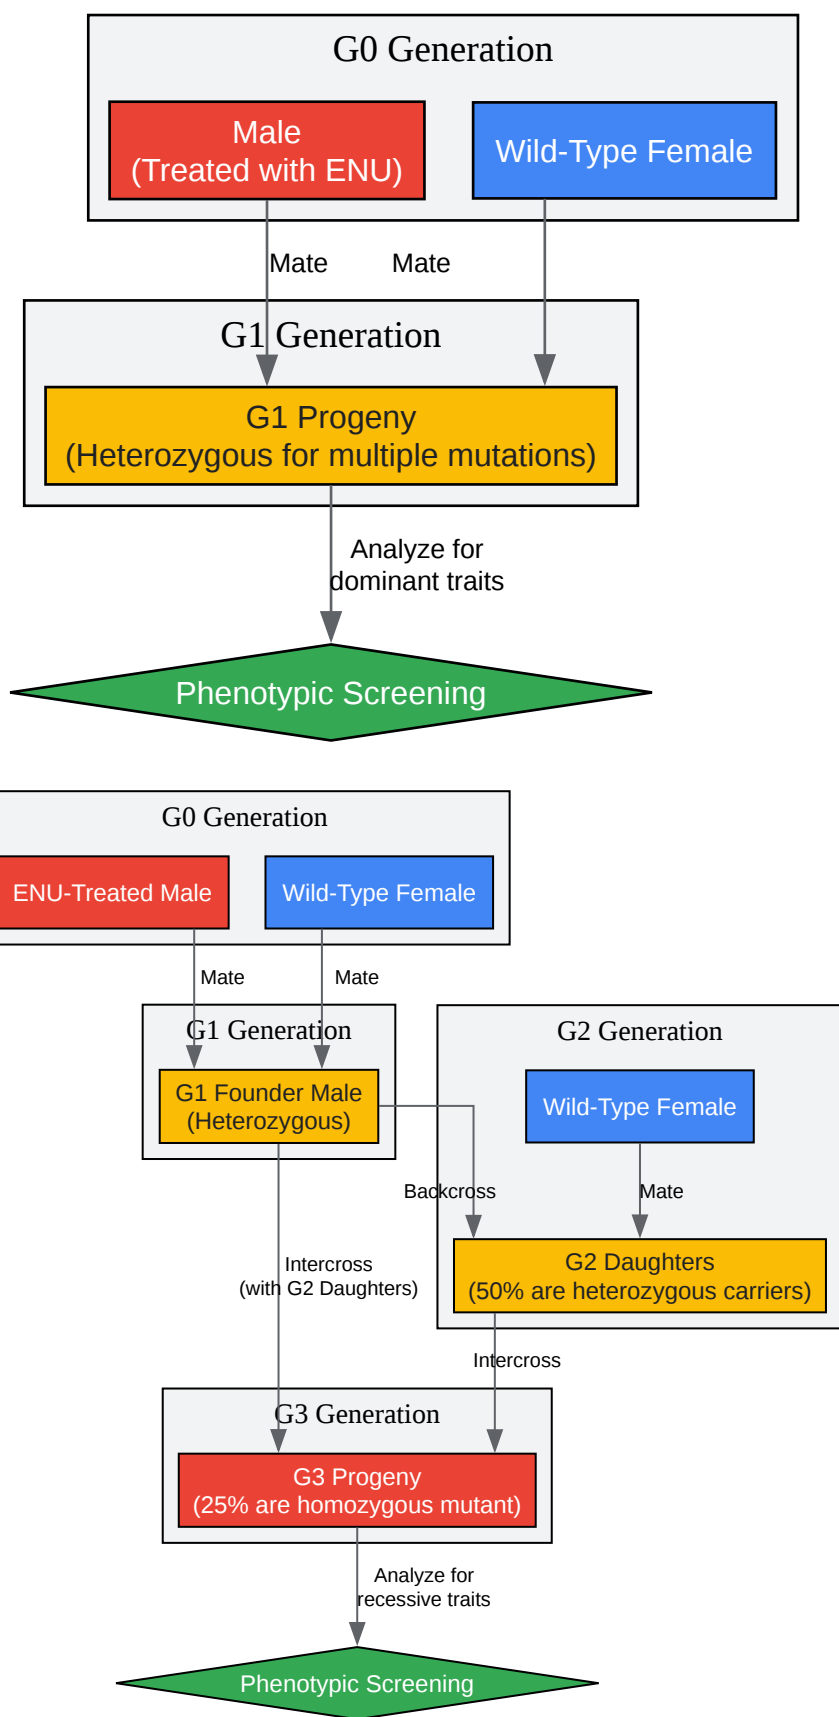 G0 Generation
Male
(Treated with ENU)
Wild-Type Female
Mate
Mate
G1 Generation
G1 Progeny
(Heterozygous for multiple mutations)
Analyze for
dominant traits
Phenotypic Screening
G0 Generation
ENU-Treated Male
Wild-Type Female
Mate
Mate
G1 Generation
G1 Founder Male
(Heterozygous)
G2 Generation
Wild-Type Female
Backcross
Mate
G2 Daughters
(50% are heterozygous carriers)
Intercross
(with G2 Daughters)
Intercross
G3 Generation
G3 Progeny
(25% are homozygous mutant)
Analyze for
recessive traits
Phenotypic Screening